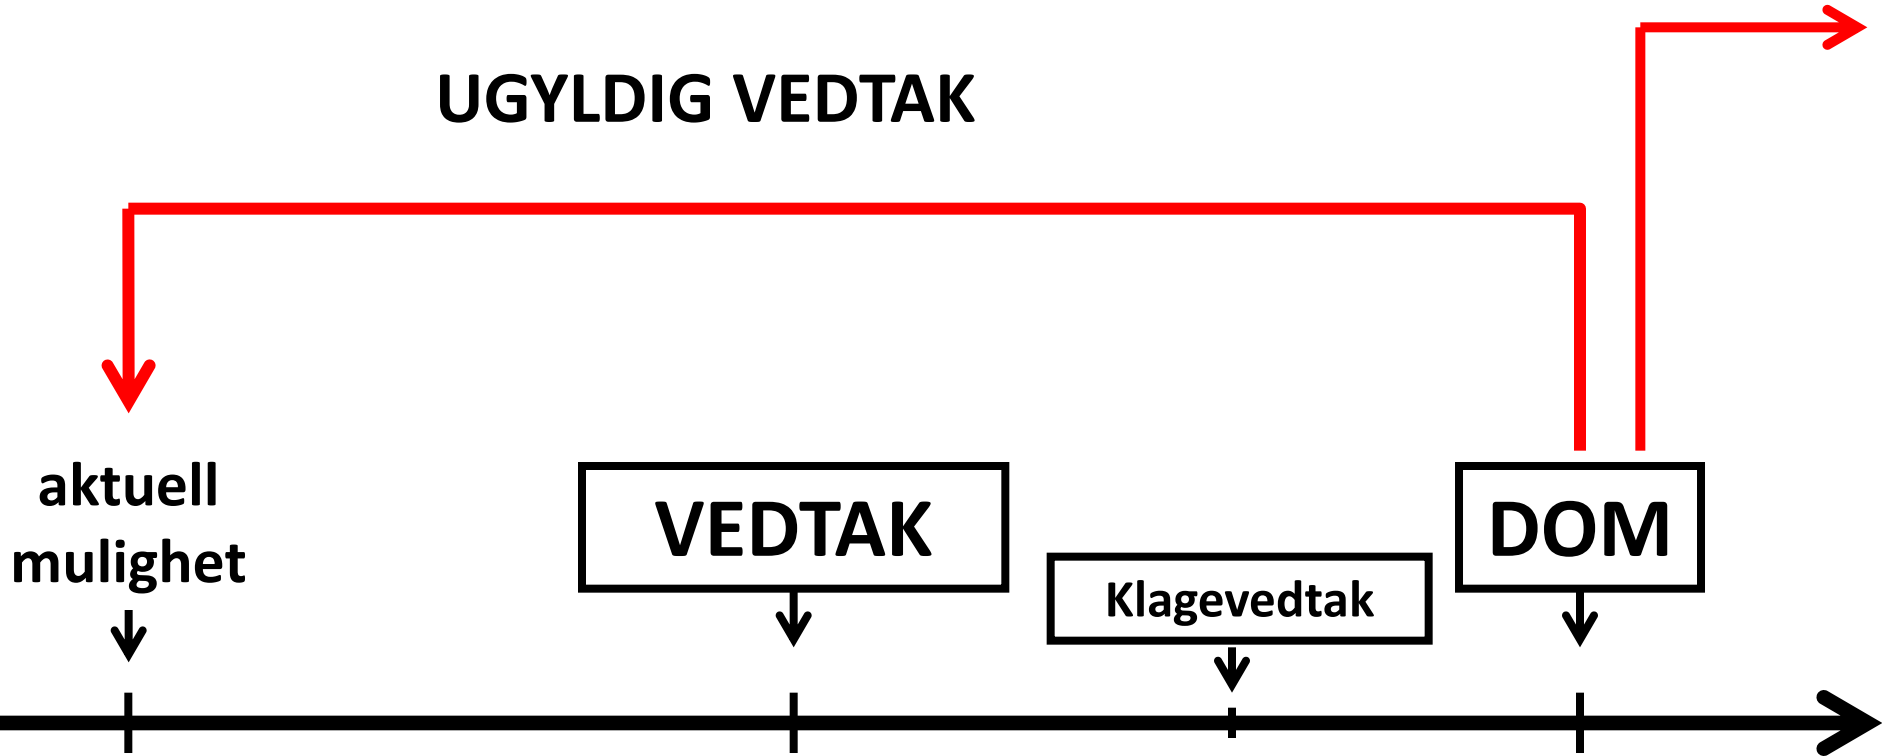 UGYLDIG VEDTAK
aktuell
mulighet
VEDTAK
Klagevedtak
DOM